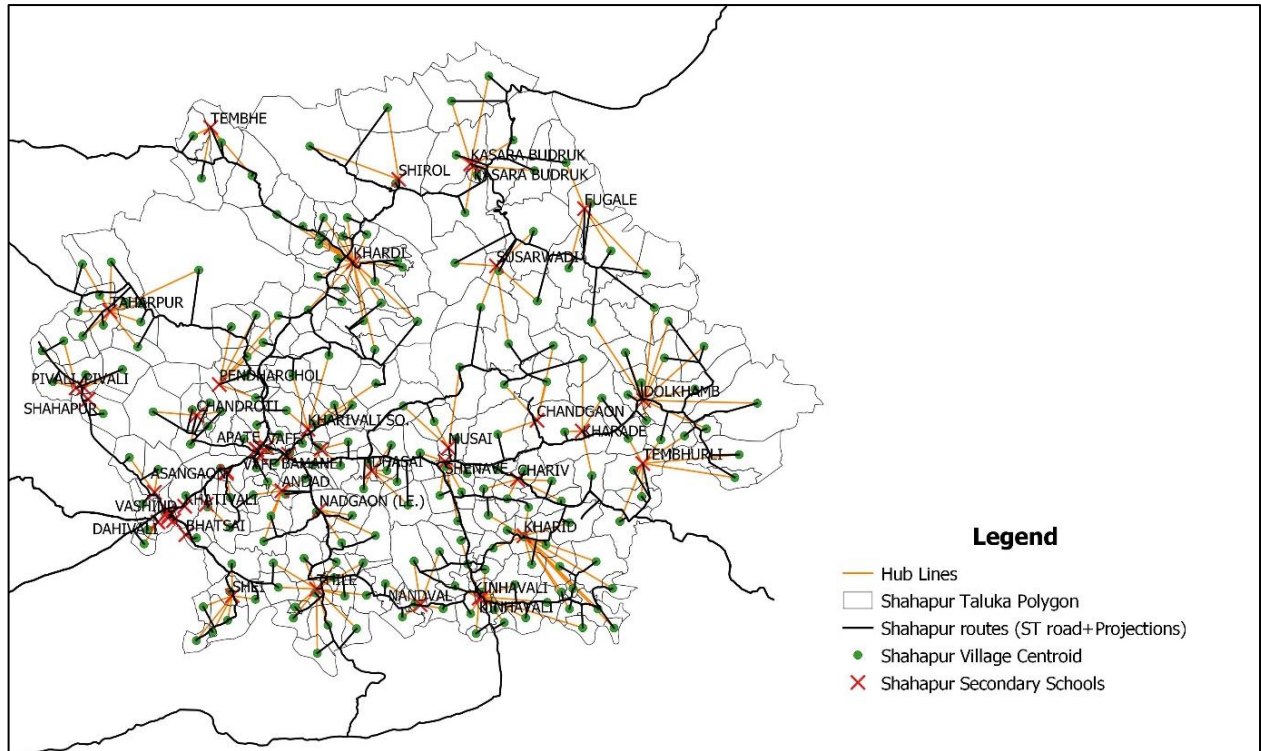 TEMBHE
KASARA BUDRUK
SHIROL
KASARA BUDRUK
FUGALE
KHARDI
SUSARWADI
TAHARPUR
PENDHARGHOL
PIVALI PIVALI
DOLKHAMB
SHAHAPUR
CHANDROTI
CHANDGAON
KHARIVALI SO.
KHARADE
APATE VAFE
MUSAI
TEMBHURLI
VAFE BAMANE
DHASAI
SHENAVE
CHARIV
ASANGAON
ANDAD
VASHIND
KHATIVALI
NADGAON (LE.)
DAHIVALI
BHATSAI
KHARID
SHEI
THILE
NANDVAL
KINHAVALI
KINHAVALI
Legend
Hub Lines
Shahapur Taluka Polygon
Shahapur routes (ST road+Projections)
Shahapur Village Centroid
Shahapur Secondary Schools